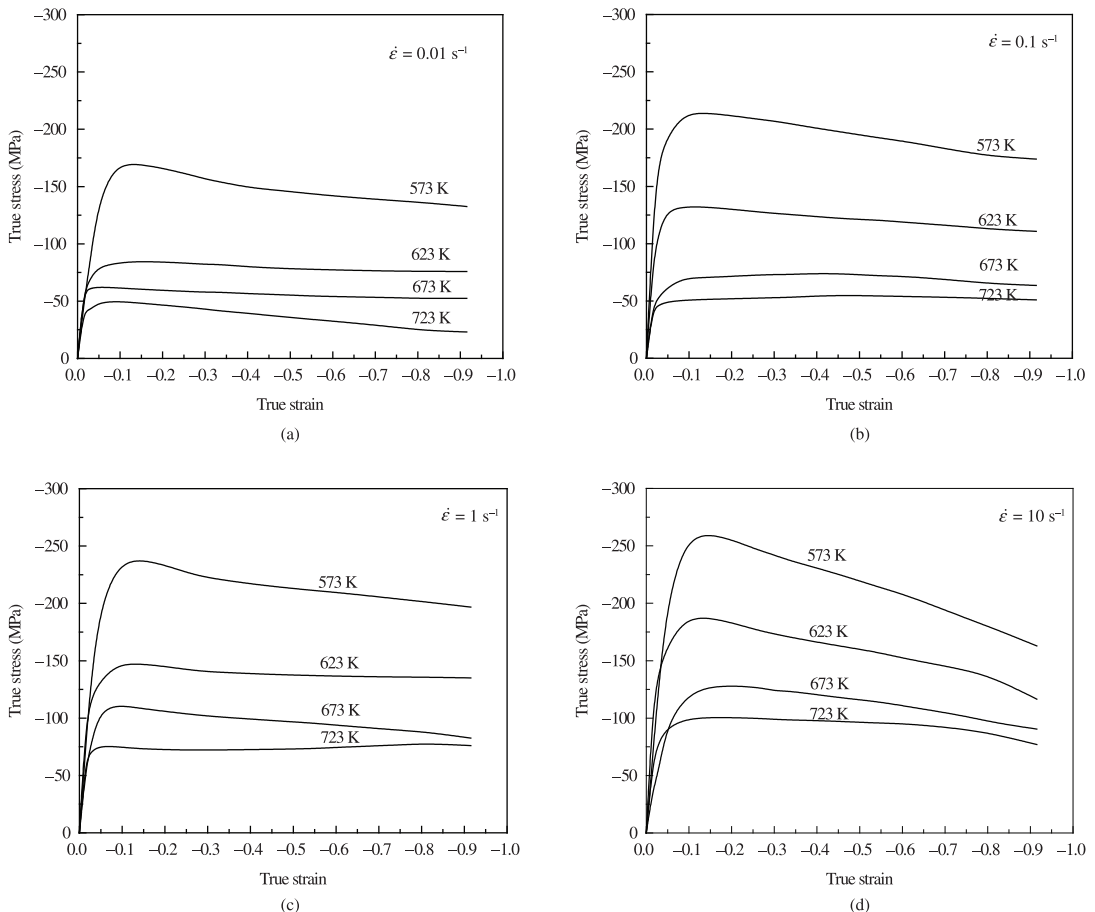 –300
–250
–200
–150
–100
–50
0
True stress (MPa)
ε̇ = 0.01 s⁻¹
573 K
623 K
673 K
723 K
0.0 –0.1 –0.2 –0.3 –0.4 –0.5 –0.6 –0.7 –0.8 –0.9 –1.0
True strain
(a)
–300
–250
–200
–150
–100
–50
0
True stress (MPa)
ε̇ = 0.1 s⁻¹
573 K
623 K
673 K
723 K
0.0 –0.1 –0.2 –0.3 –0.4 –0.5 –0.6 –0.7 –0.8 –0.9 –1.0
True strain
(b)
–300
–250
–200
–150
–100
–50
0
True stress (MPa)
ε̇ = 1 s⁻¹
573 K
623 K
673 K
723 K
0.0 –0.1 –0.2 –0.3 –0.4 –0.5 –0.6 –0.7 –0.8 –0.9 –1.0
True strain
(c)
–300
–250
–200
–150
–100
–50
0
True stress (MPa)
ε̇ = 10 s⁻¹
573 K
623 K
673 K
723 K
0.0 –0.1 –0.2 –0.3 –0.4 –0.5 –0.6 –0.7 –0.8 –0.9 –1.0
True strain
(d)